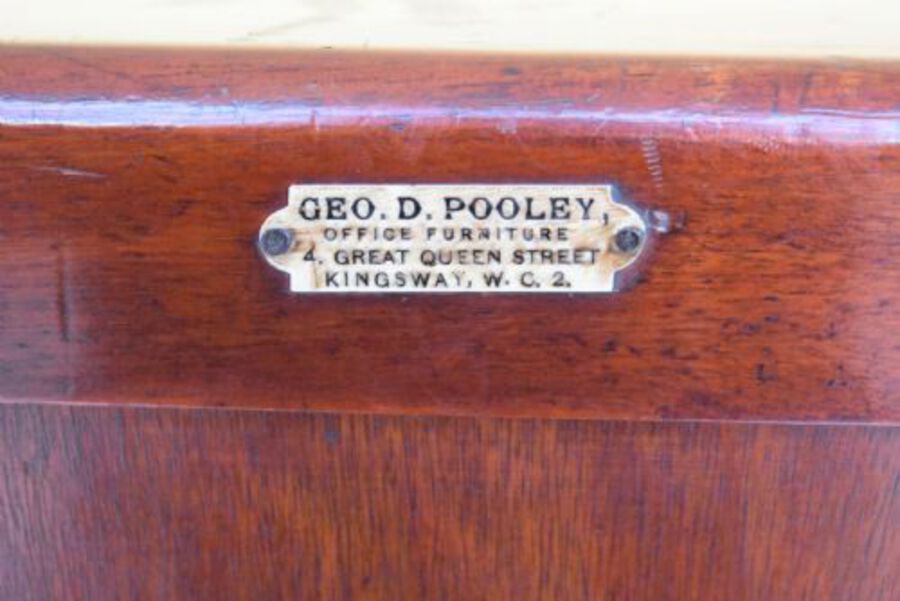 GEO. D. POOLEY,
OFFICE FURNITURE
4, GREAT QUEEN STREET
KINGSWAY, W. C. 2.